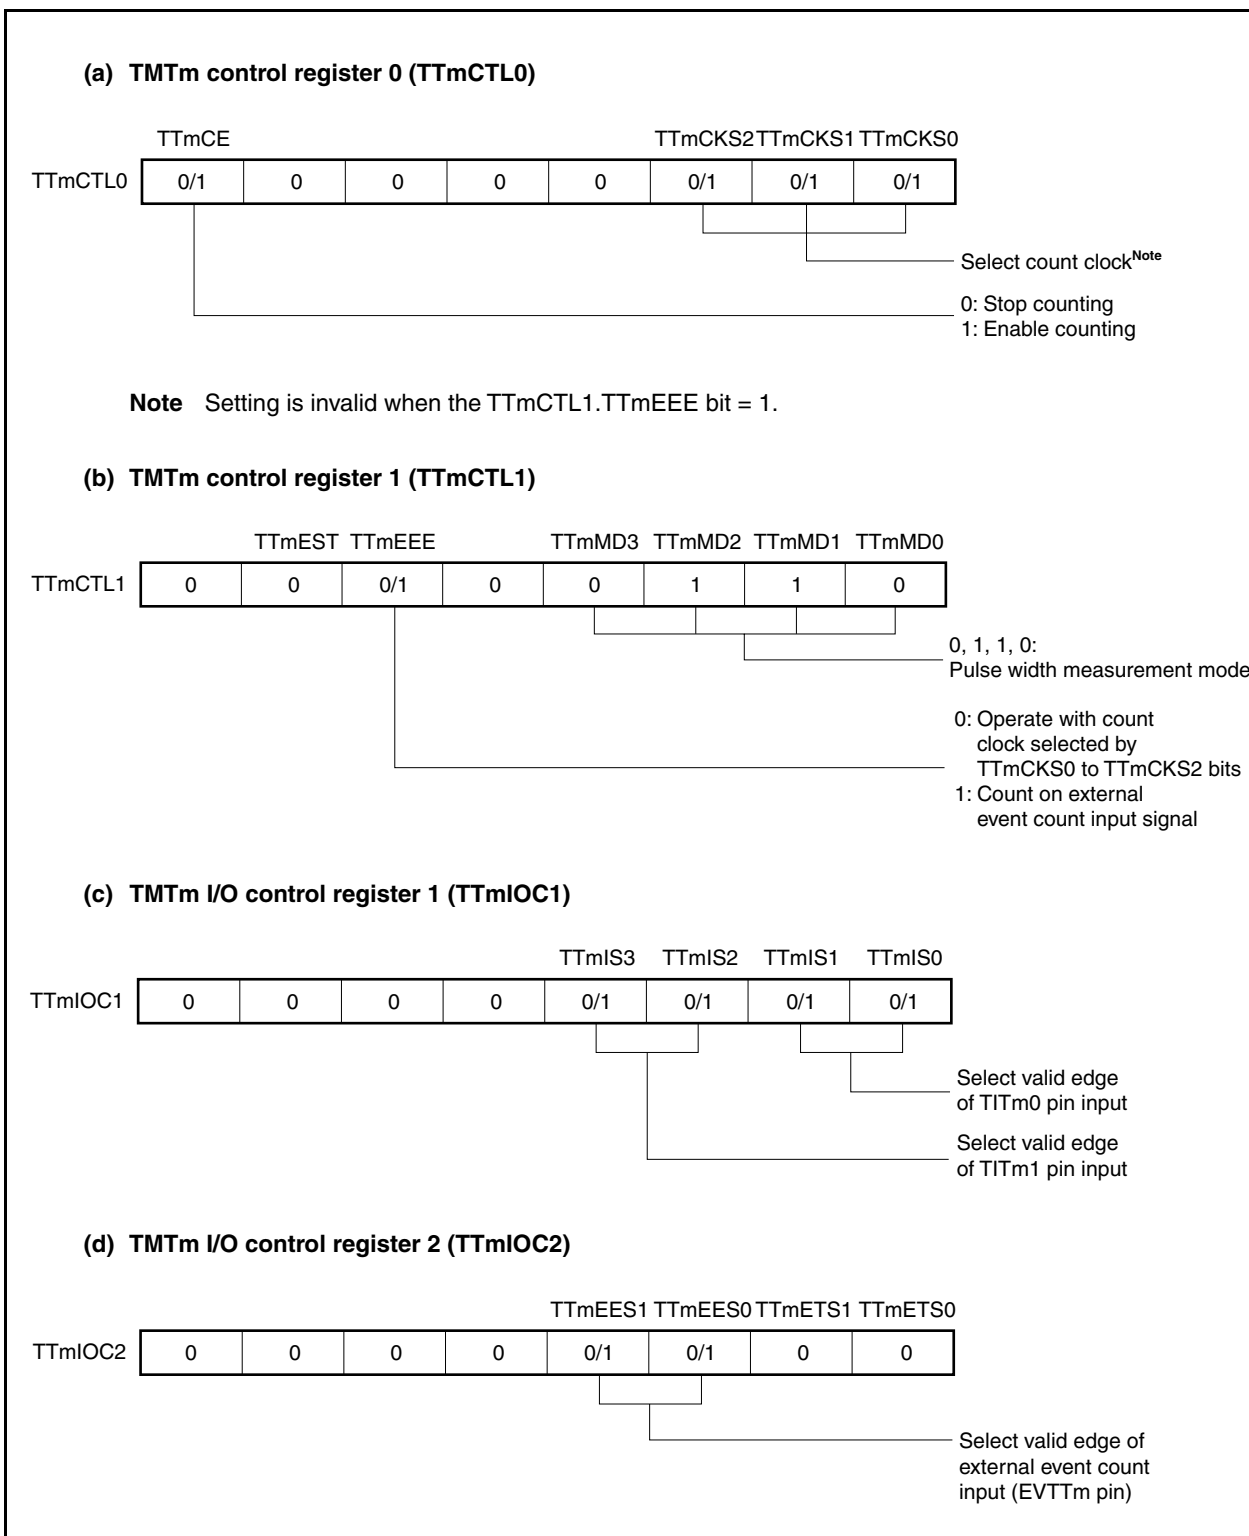 (a) TMTm control register 0 (TTmCTL0)
TTmCE TTmCKS2 TTmCKS1 TTmCKS0
TTmCTL0 0/1 0 0 0 0 0/1 0/1 0/1
Select count clockNote
0: Stop counting
1: Enable counting
Note Setting is invalid when the TTmCTL1.TTmEEE bit = 1.
(b) TMTm control register 1 (TTmCTL1)
TTmEST TTmEEE TTmMD3 TTmMD2 TTmMD1 TTmMD0
TTmCTL1 0 0 0/1 0 0 1 1 0
0, 1, 1, 0:
Pulse width measurement mode
0: Operate with count
clock selected by
TTmCKS0 to TTmCKS2 bits
1: Count on external
event count input signal
(c) TMTm I/O control register 1 (TTmIOC1)
TTmIS3 TTmIS2 TTmIS1 TTmIS0
TTmIOC1 0 0 0 0 0/1 0/1 0/1 0/1
Select valid edge
of TITm0 pin input
Select valid edge
of TITm1 pin input
(d) TMTm I/O control register 2 (TTmIOC2)
TTmEES1 TTmEES0 TTmETS1 TTmETS0
TTmIOC2 0 0 0 0 0/1 0/1 0 0
Select valid edge of
external event count
input (EVTTm pin)